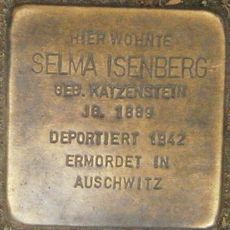 HIER WOHNTE
SELMA ISENBERG
GEB. KATZENSTEIN
JG. 1889
DEPORTIERT 1942
ERMORDET IN
AUSCHWITZ